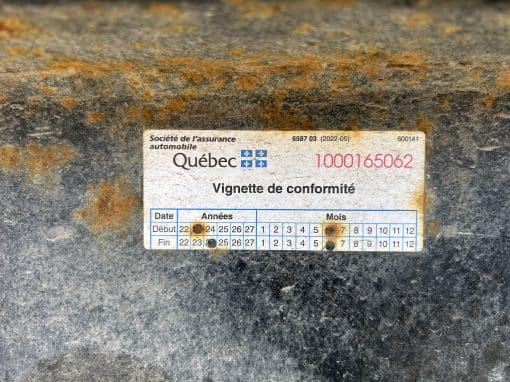 Société de l'assurance
automobile
6587 03 (2022-05)
600141
Québec
1000165062
Vignette de conformité
Date Années Mois
Début 22 24 25 26 27 1 2 3 4 5 7 8 9 10 11 12
Fin 22 23 25 26 27 1 2 3 4 5 7 8 9 10 11 12